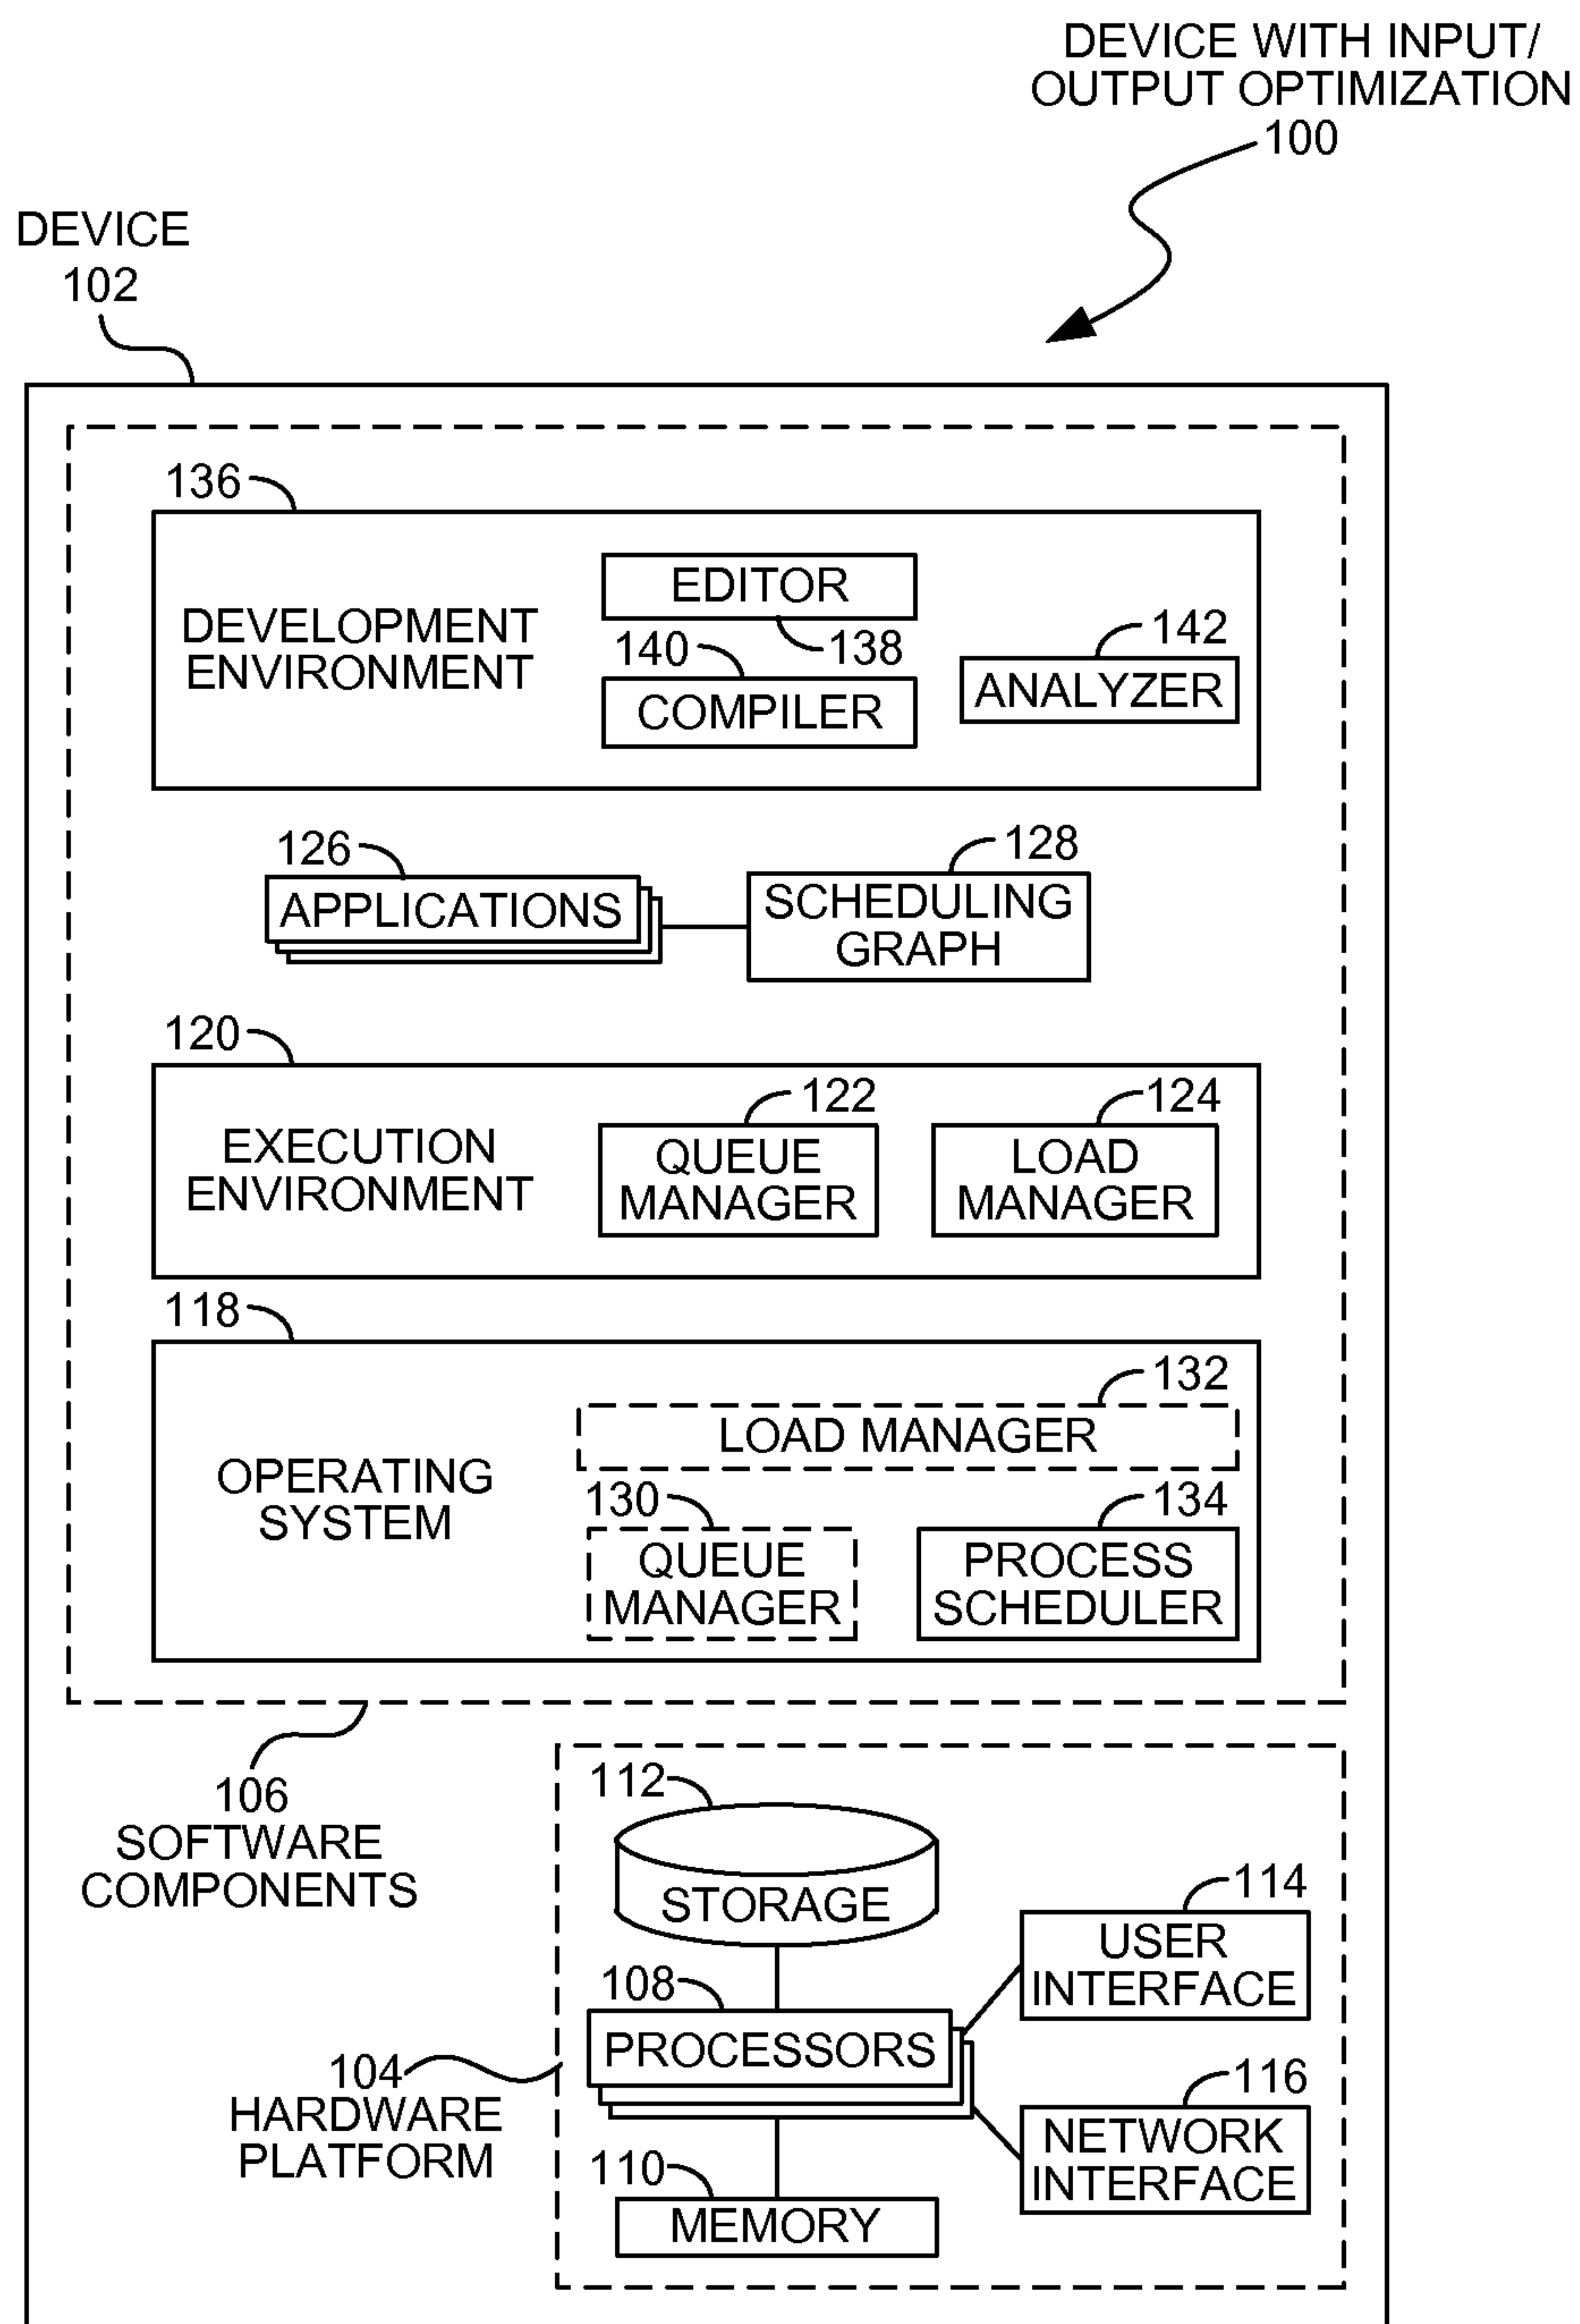 DEVICE WITH INPUT/
OUTPUT OPTIMIZATION
100
DEVICE
102
136
DEVELOPMENT
ENVIRONMENT
EDITOR
138
140
COMPILER
142
ANALYZER
126
APPLICATIONS
128
SCHEDULING
GRAPH
120
EXECUTION
ENVIRONMENT
122
QUEUE
MANAGER
124
LOAD
MANAGER
118
OPERATING
SYSTEM
132
LOAD MANAGER
130
QUEUE
MANAGER
134
PROCESS
SCHEDULER
106
SOFTWARE
COMPONENTS
112
STORAGE
114
USER
INTERFACE
108
PROCESSORS
104
HARDWARE
PLATFORM
116
NETWORK
INTERFACE
110
MEMORY